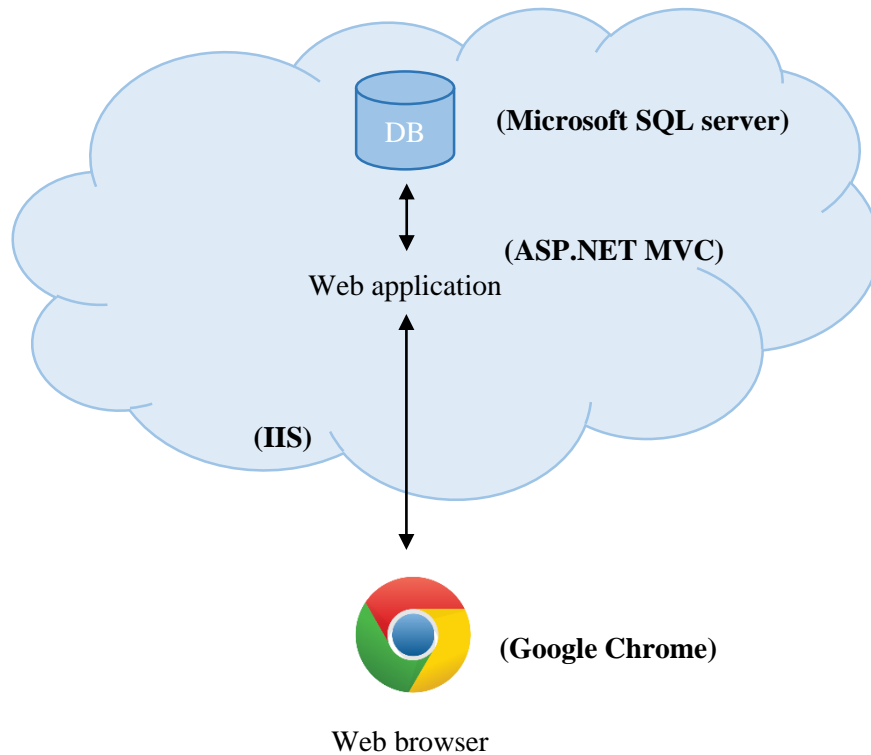 DB
(Microsoft SQL server)
(ASP.NET MVC)
Web application
(IIS)
(Google Chrome)
Web browser